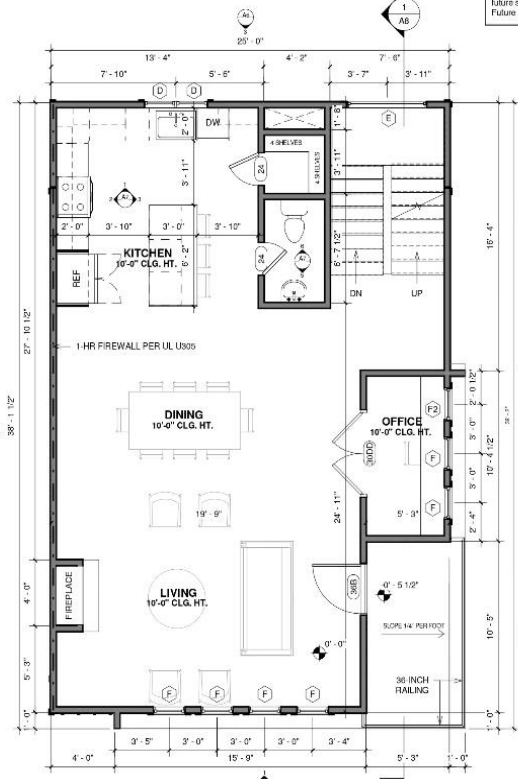 future s
Future
1
A8
A6
3
25' - 0"
13' - 4"
4' - 2"
7' - 6"
7' - 10"
5' - 6"
3' - 7"
3' - 11"
D
D
E
DW
2' - 0"
1' - 8"
4 SHELVES
4 SHELVES
3' - 11"
3' - 11"
24
2' - 0"
3' - 10"
3' - 0"
3' - 10"
KITCHEN
10'-0" CLG. HT.
6' - 2"
REF
24
6' - 7 1/2"
DN
UP
16' - 4"
27' - 10 1/2"
38' - 1 1/2"
1-HR FIREWALL PER UL U305
DINING
10'-0" CLG. HT.
OFFICE
10'-0" CLG. HT.
F2
F
F
30DD
2' - 0 1/2"
3' - 0"
3' - 0"
2' - 4"
10' - 4 1/2"
19' - 9"
24' - 11"
5' - 3"
4' - 0"
FIREPLACE
LIVING
10'-0" CLG. HT.
36B
-0' - 5 1/2"
0' - 0"
SLOPE 1/4" PER FOOT
36-INCH
RAILING
10' - 5"
5' - 3"
1' - 0"
1' - 0"
F
F
F
F
4' - 0"
3' - 5"
3' - 0"
3' - 0"
3' - 0"
3' - 4"
15' - 9"
5' - 3"
1' - 0"